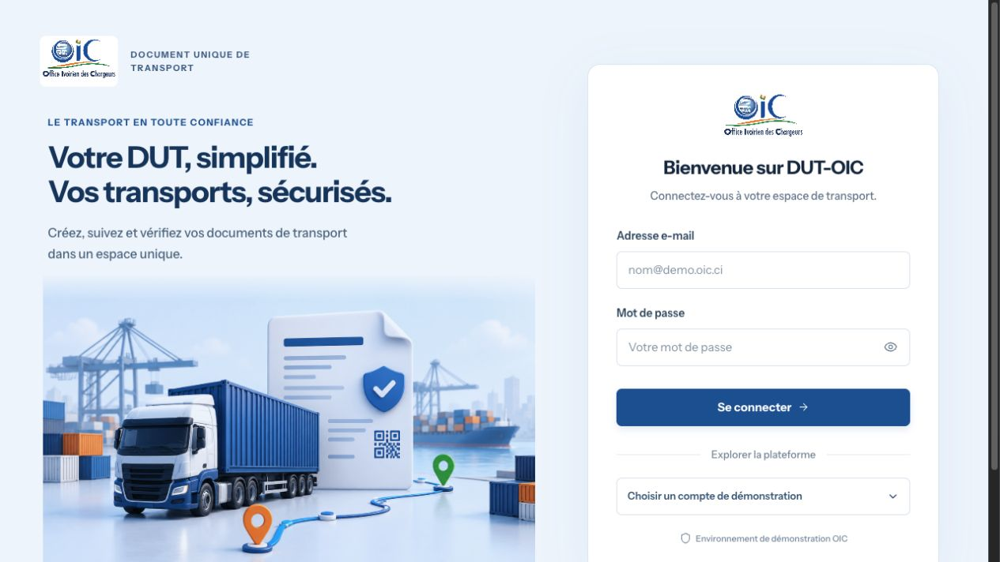 OiC
Office Ivoirien des Chargeurs
DOCUMENT UNIQUE DE
TRANSPORT
LE TRANSPORT EN TOUTE CONFIANCE
Votre DUT, simplifié.
Vos transports, sécurisés.
Créez, suivez et vérifiez vos documents de transport
dans un espace unique.
OiC
Office Ivoirien des Chargeurs
Bienvenue sur DUT-OIC
Connectez-vous à votre espace de transport.
Adresse e-mail
nom@demo.oic.ci
Mot de passe
Votre mot de passe
Se connecter
Explorer la plateforme
Choisir un compte de démonstration
Environnement de démonstration OIC